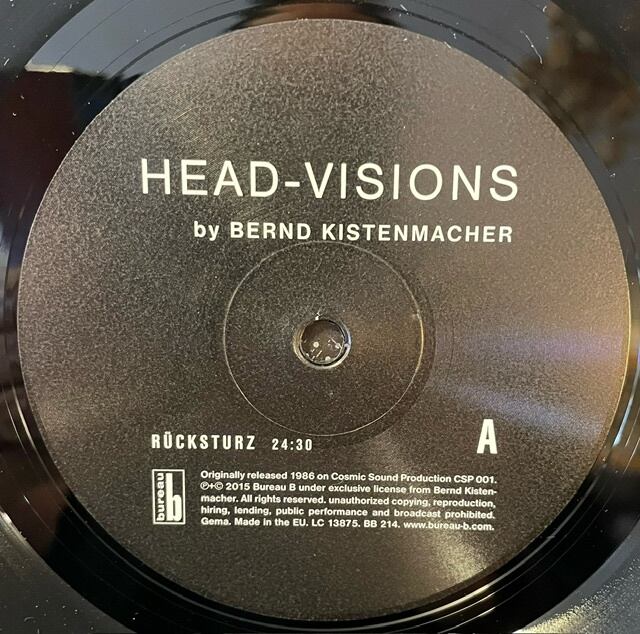 HEAD-VISIONS
by BERND KISTENMACHER
RÜCKSTURZ 24:30
A
bureau b
Originally released 1986 on Cosmic Sound Production CSP 001.
℗+© 2015 Bureau B under exclusive license from Bernd Kisten-
macher. All rights reserved. unauthorized copying, reproduction,
hiring, lending, public performance and broadcast prohibited.
Gema. Made in the EU. LC 13875. BB 214. www.bureau-b.com.